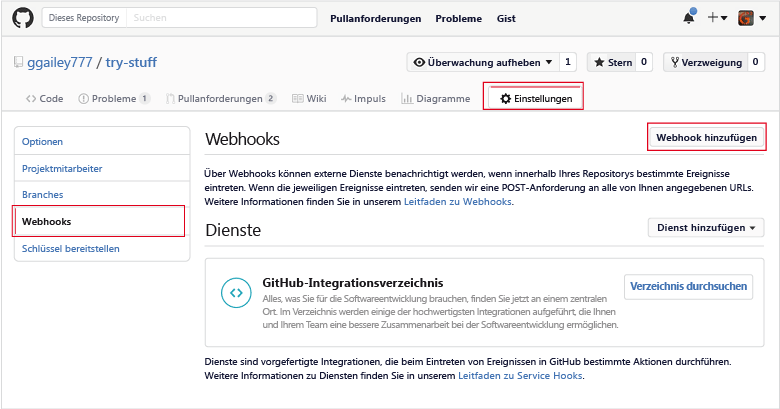 Dieses Repository Suchen Pullanforderungen Probleme Gist
ggailey777 / try-stuff Überwachung aufheben 1 Stern 0 Verzweigung 0
Code Probleme 1 Pullanforderungen 2 Wiki Impuls Diagramme Einstellungen
Optionen
Projektmitarbeiter
Branches
Webhooks
Schlüssel bereitstellen
Webhooks Webhook hinzufügen
Über Webhooks können externe Dienste benachrichtigt werden, wenn innerhalb Ihres Repositorys bestimmte Ereignisse
eintreten. Wenn die jeweiligen Ereignisse eintreten, senden wir eine POST-Anforderung an alle von Ihnen angegebenen URLs.
Weitere Informationen finden Sie in unserem Leitfaden zu Webhooks.
Dienste Dienst hinzufügen
GitHub-Integrationsverzeichnis
Alles, was Sie für die Softwareentwicklung brauchen, finden Sie jetzt an einem zentralen
Ort. Im Verzeichnis werden einige der hochwertigsten Integrationen aufgeführt, die Ihnen
und Ihrem Team eine bessere Zusammenarbeit bei der Softwareentwicklung ermöglichen.
Verzeichnis durchsuchen
Dienste sind vorgefertigte Integrationen, die beim Eintreten von Ereignissen in GitHub bestimmte Aktionen durchführen.
Weitere Informationen zu Diensten finden Sie in unserem Leitfaden zu Service Hooks.